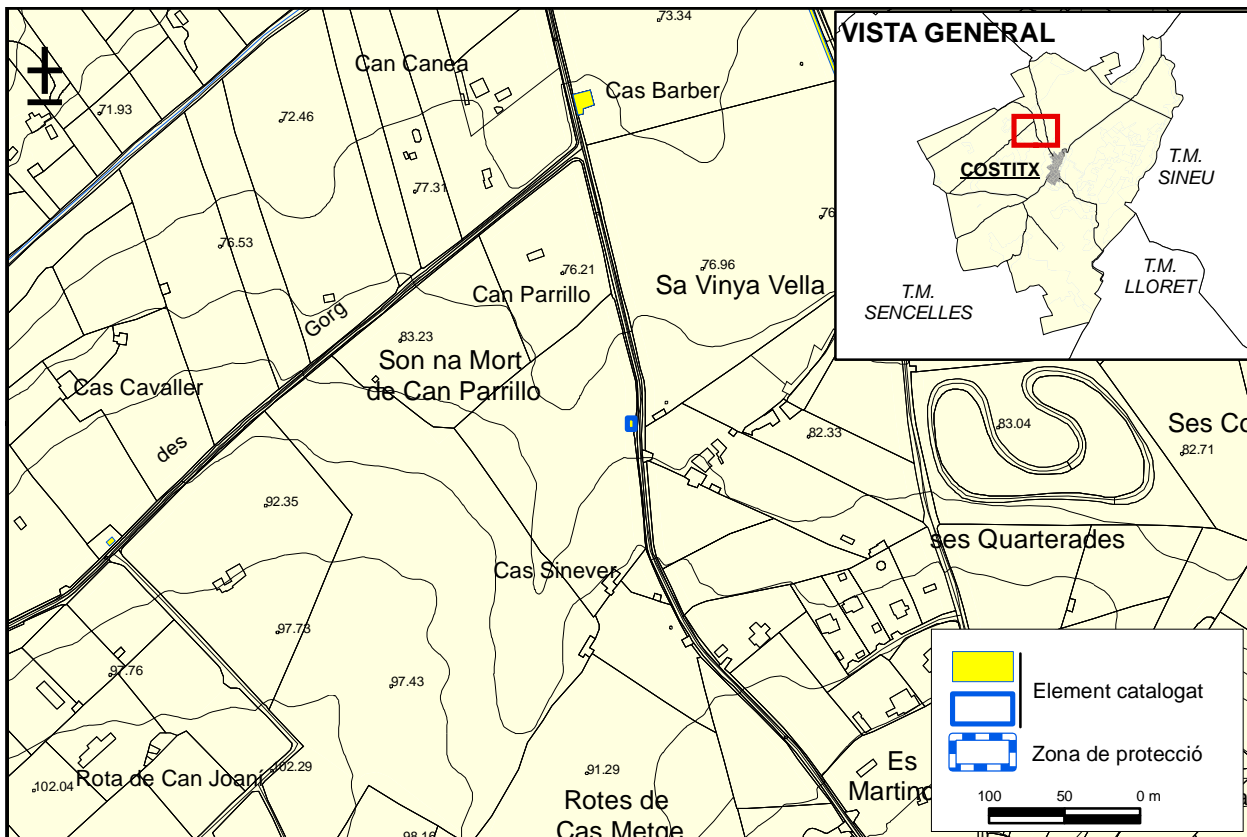 73.34
VISTA GENERAL
Can Canea
Cas Barber
71.93
72.46
T.M.
SINEU
COSTITX
77.31
76.53
76.21
76.96
Can Parrillo
Sa Vinya Vella
T.M.
LLORET
T.M.
SENCELLES
Gorg
83.23
Son na Mort
de Can Parrillo
Cas Cavaller
des
82.33
83.04
Ses Co
82.71
92.35
ses Quarterades
Cas Sinever
97.73
97.76
97.43
Element catalogat
Zona de protecció
102.29
Rota de Can Joaní
102.04
91.29
Es
Martin
Rotes de
Cas Metge
98.16
100 50 0 m